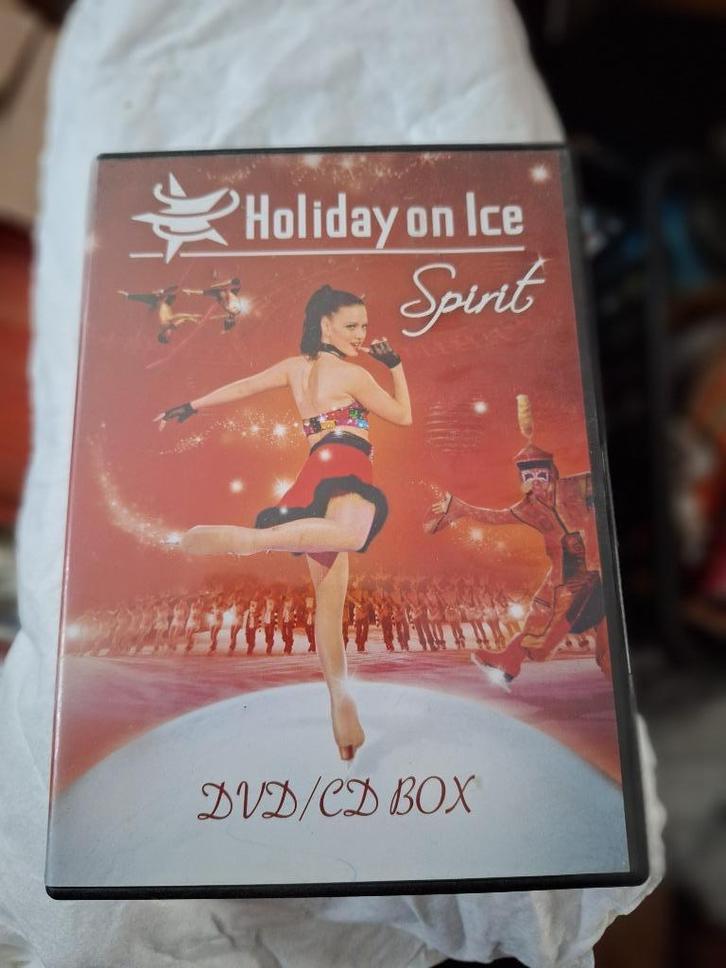 Holiday on Ice
Spirit
DVD/CD BOX